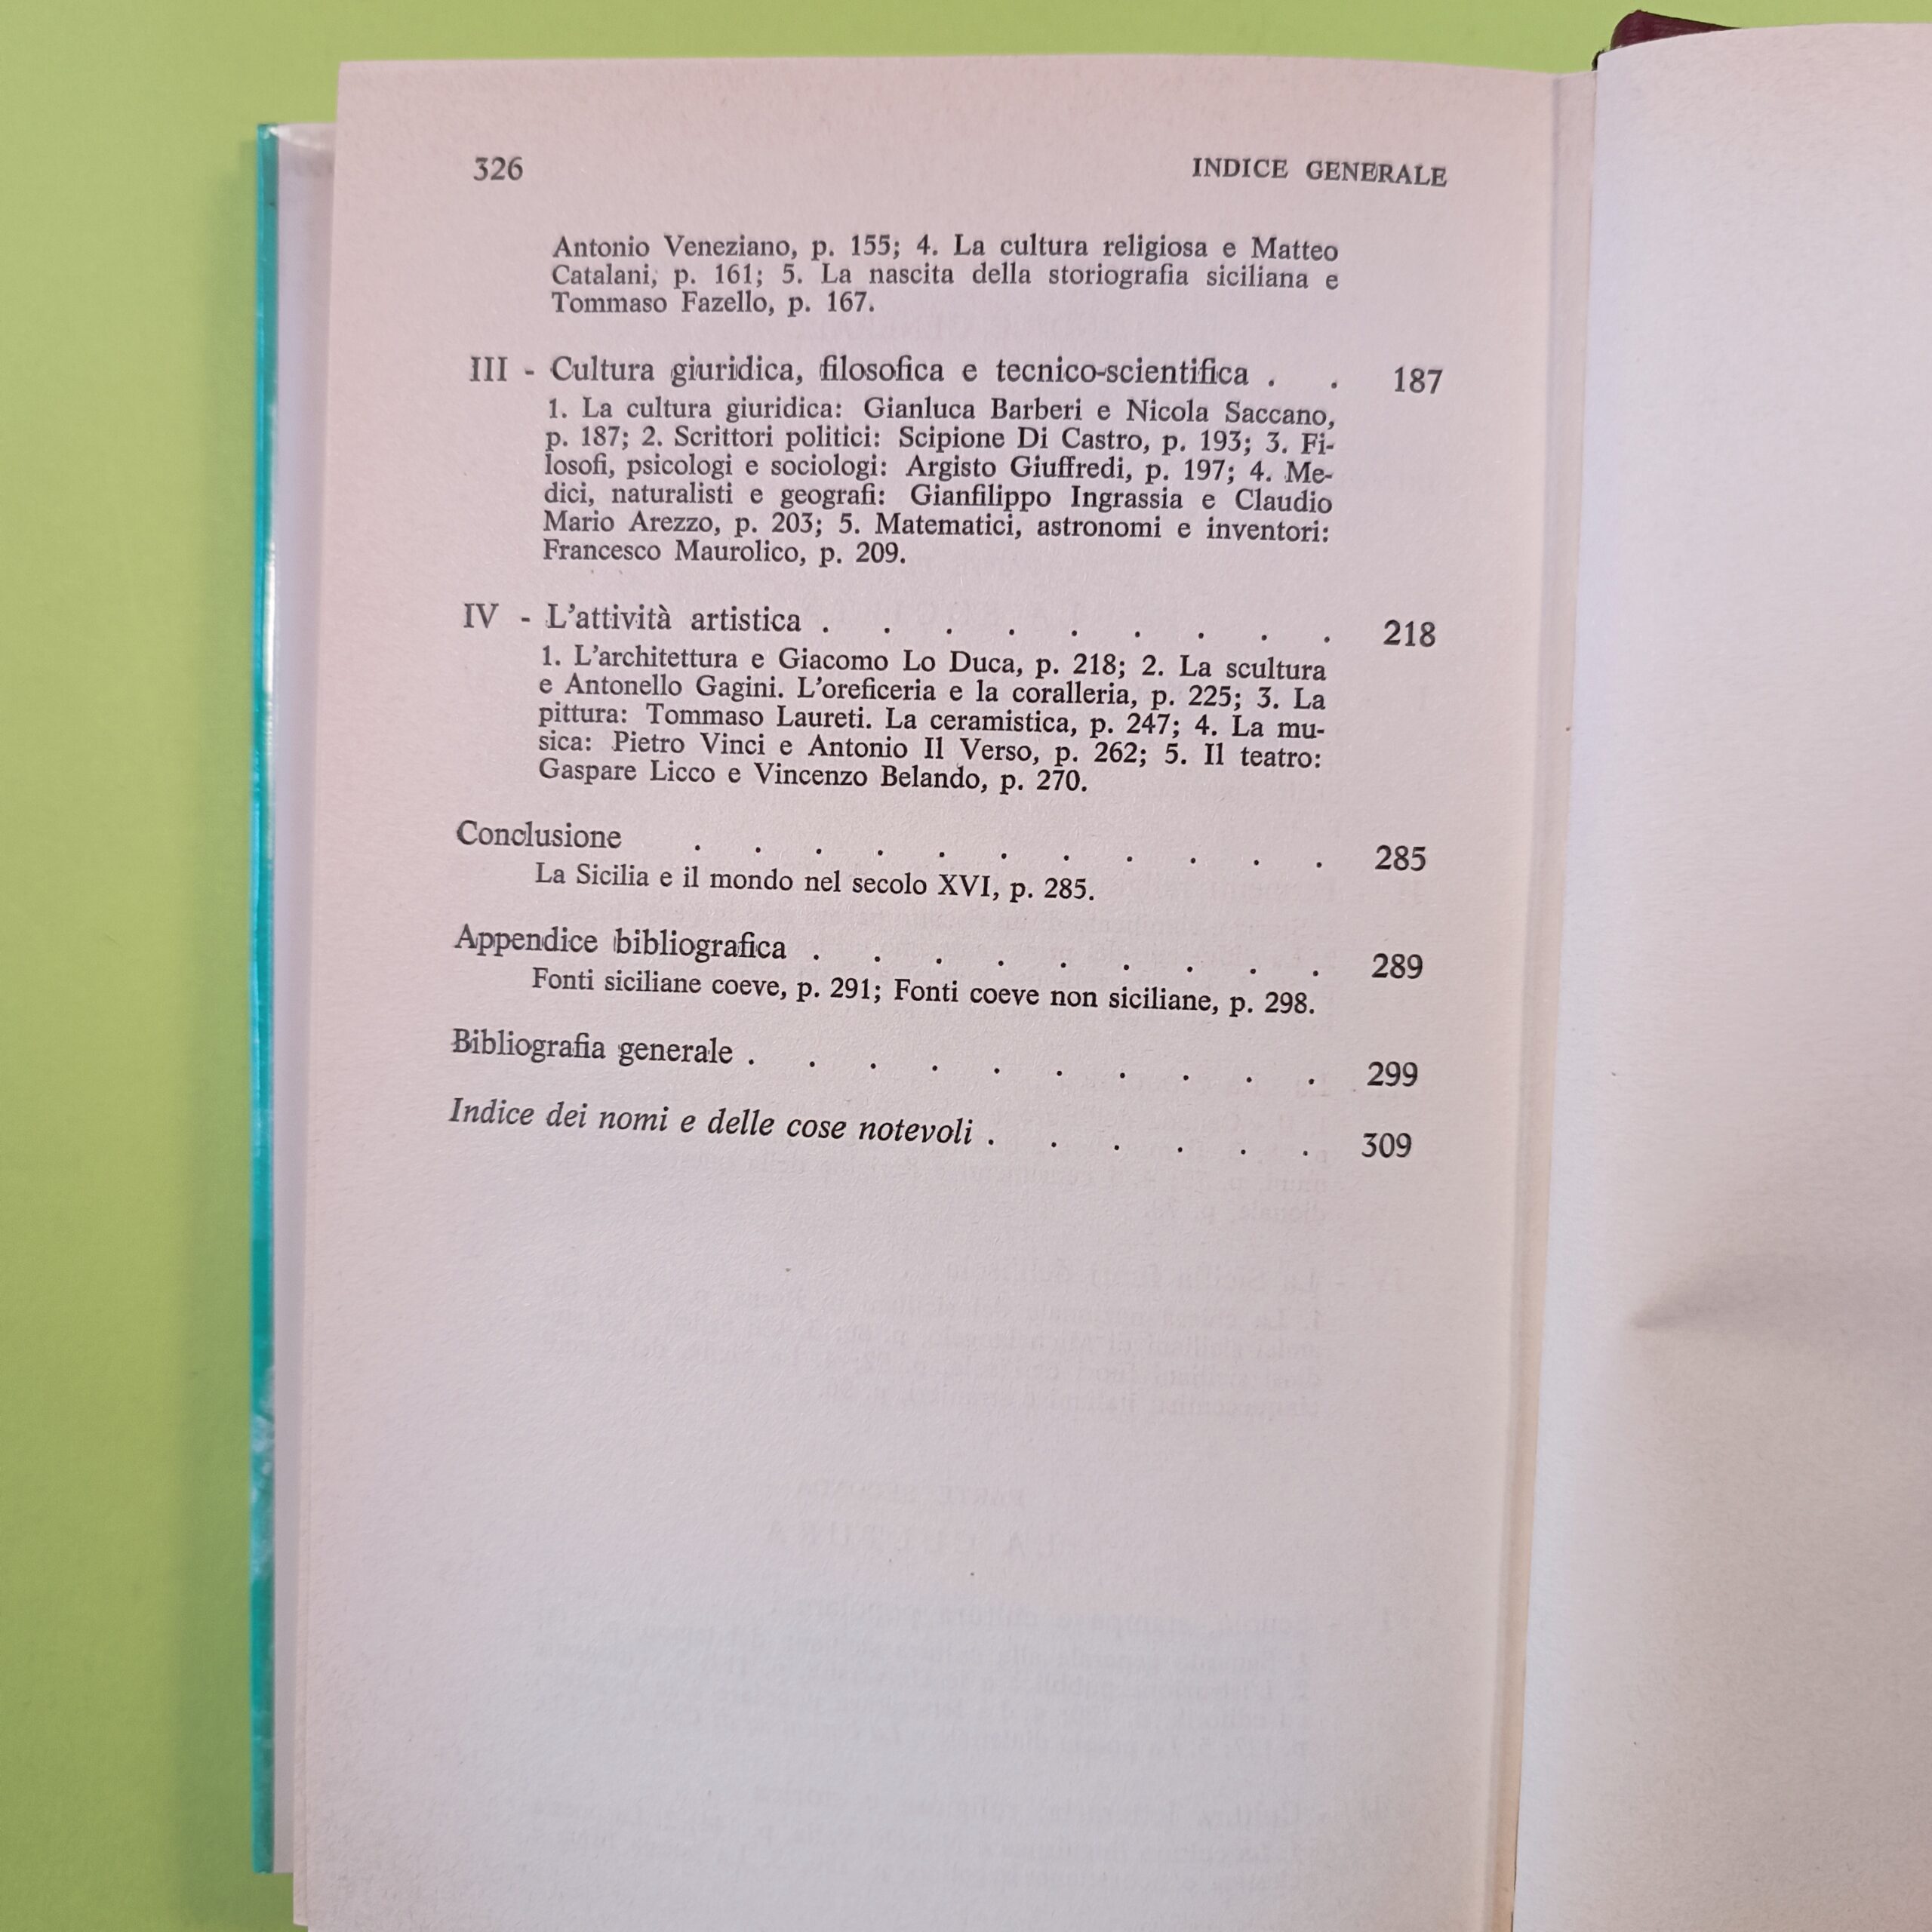 326
INDICE GENERALE
Antonio Veneziano, p. 155; 4. La cultura religiosa e Matteo
Catalani, p. 161; 5. La nascita della storiografia siciliana e
Tommaso Fazello, p. 167.
III - Cultura giuridica, filosofica e tecnico-scientifica . . 187
1. La cultura giuridica: Gianluca Barberi e Nicola Saccano,
p. 187; 2. Scrittori politici: Scipione Di Castro, p. 193; 3. Fi-
losofi, psicologi e sociologi: Argisto Giuffredi, p. 197; 4. Me-
dici, naturalisti e geografi: Gianfilippo Ingrassia e Claudio
Mario Arezzo, p. 203; 5. Matematici, astronomi e inventori:
Francesco Maurolico, p. 209.
IV - L'attività artistica . . . . . . . . . 218
1. L'architettura e Giacomo Lo Duca, p. 218; 2. La scultura
e Antonello Gagini. L'oreficeria e la coralleria, p. 225; 3. La
pittura: Tommaso Laureti. La ceramistica, p. 247; 4. La mu-
sica: Pietro Vinci e Antonio Il Verso, p. 262; 5. Il teatro:
Gaspare Licco e Vincenzo Belando, p. 270.
Conclusione . . . . . . . . . . . 285
La Sicilia e il mondo nel secolo XVI, p. 285.
Appendice bibliografica . . . . . . . . . 289
Fonti siciliane coeve, p. 291; Fonti coeve non siciliane, p. 298.
Bibliografia generale . . . . . . . . . . 299
Indice dei nomi e delle cose notevoli . . . . . . 309